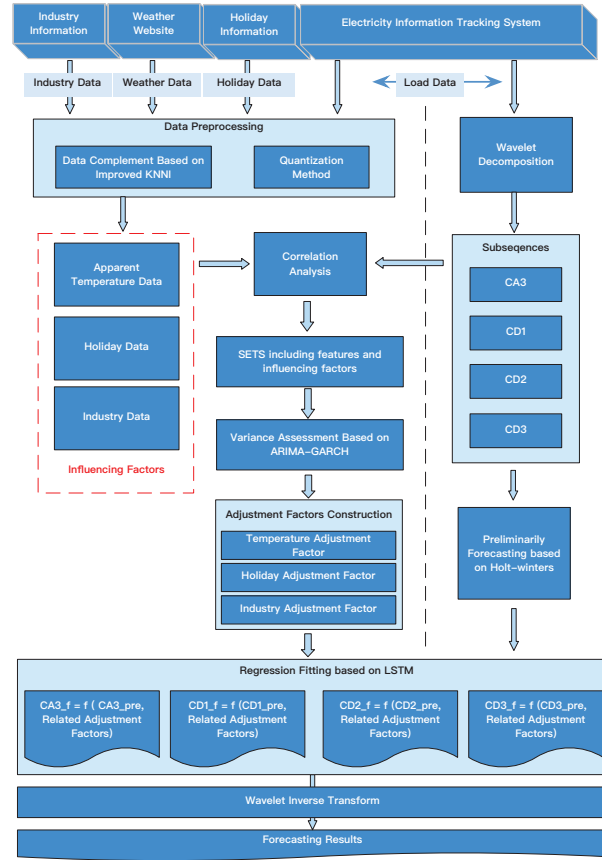 Industry
Information
Weather
Website
Holiday
Information
Electricity Information Tracking System
Industry Data
Weather Data
Holiday Data
Load Data
Data Preprocessing
Data Complement Based on
Improved KNNI
Quantization
Method
Wavelet
Decomposition
Apparent
Temperature Data
Holiday Data
Industry Data
Influencing Factors
Correlation
Analysis
SETS including features and
influencing factors
Variance Assessment Based on
ARIMA-GARCH
Adjustment Factors Construction
Temperature Adjustment
Factor
Holiday Adjustment Factor
Industry Adjustment Factor
Subseqences
CA3
CD1
CD2
CD3
Preliminarily
Forecasting based
on Holt-winters
Regression Fitting based on LSTM
CA3_f = f ( CA3_pre,
Related Adjustment
Factors)
CD1_f = f (CD1_pre,
Related Adjustment
Factors)
CD2_f = f (CD2_pre,
Related Adjustment
Factors)
CD3_f = f (CD3_pre,
Related Adjustment
Factors)
Wavelet Inverse Transform
Forecasting Results